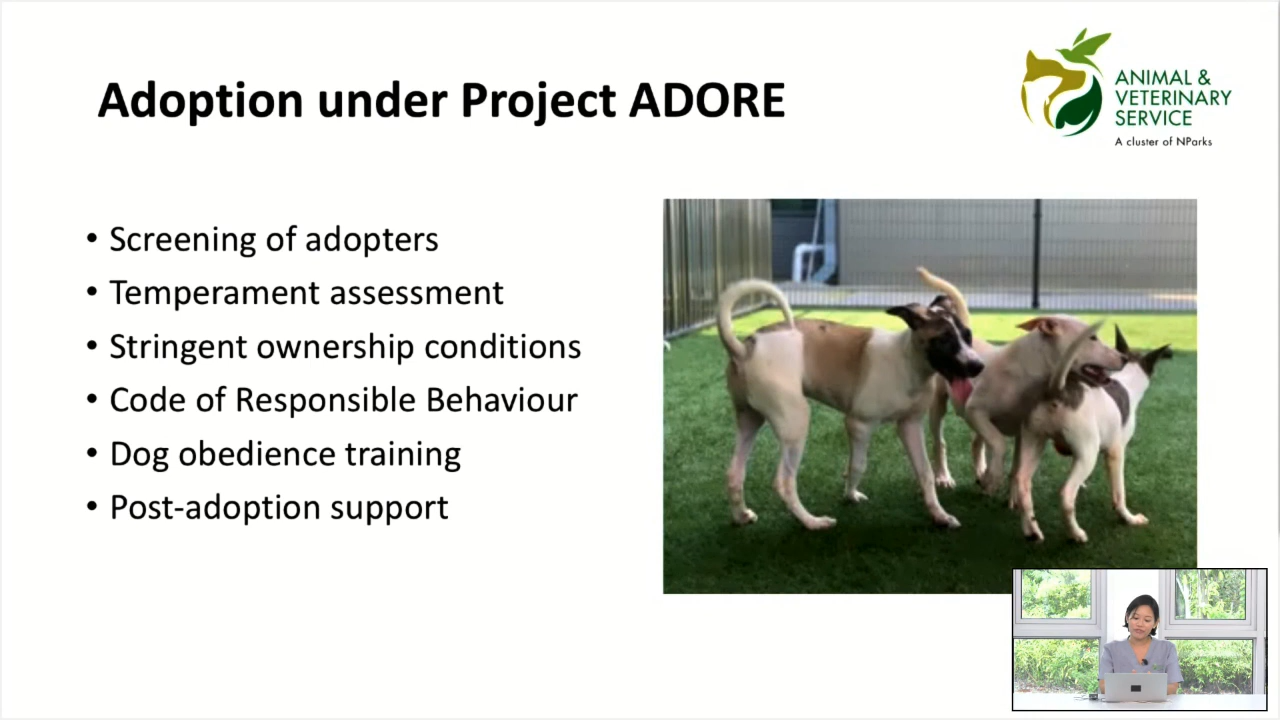 Adoption under Project ADORE
ANIMAL &
VETERINARY
SERVICE
A cluster of NParks
• Screening of adopters
• Temperament assessment
• Stringent ownership conditions
• Code of Responsible Behaviour
• Dog obedience training
• Post-adoption support